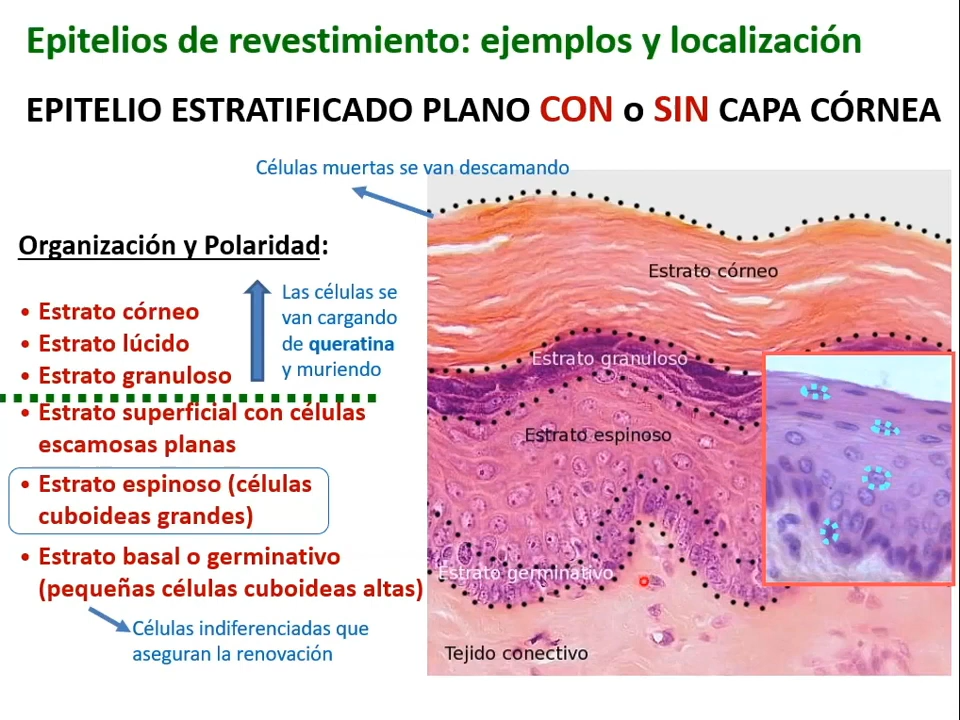 Epitelios de revestimiento: ejemplos y localización
EPITELIO ESTRATIFICADO PLANO CON o SIN CAPA CÓRNEA
Células muertas se van descamando
Organización y Polaridad:
• Estrato córneo
• Estrato lúcido
• Estrato granuloso
Las células se
van cargando
de queratina
y muriendo
• Estrato superficial con células
escamosas planas
• Estrato espinoso (células
cuboideas grandes)
• Estrato basal o germinativo
(pequeñas células cuboideas altas)
Células indiferenciadas que
aseguran la renovación
Estrato córneo
Estrato granuloso
Estrato espinoso
Estrato germinativo
Tejido conectivo